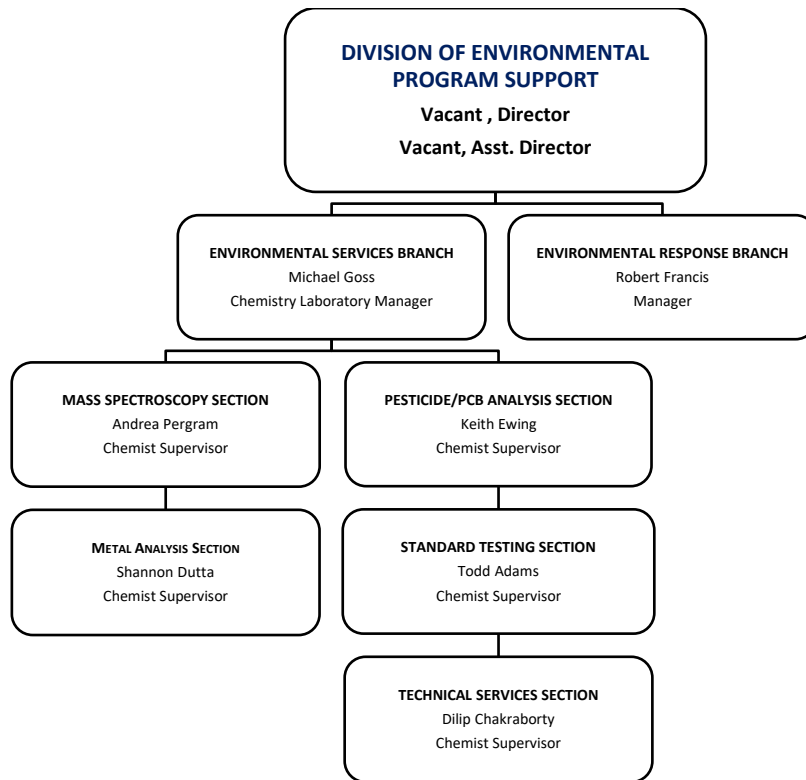 DIVISION OF ENVIRONMENTAL
PROGRAM SUPPORT
Vacant , Director
Vacant, Asst. Director
ENVIRONMENTAL SERVICES BRANCH
Michael Goss
Chemistry Laboratory Manager
ENVIRONMENTAL RESPONSE BRANCH
Robert Francis
Manager
MASS SPECTROSCOPY SECTION
Andrea Pergram
Chemist Supervisor
PESTICIDE/PCB ANALYSIS SECTION
Keith Ewing
Chemist Supervisor
METAL ANALYSIS SECTION
Shannon Dutta
Chemist Supervisor
STANDARD TESTING SECTION
Todd Adams
Chemist Supervisor
TECHNICAL SERVICES SECTION
Dilip Chakraborty
Chemist Supervisor